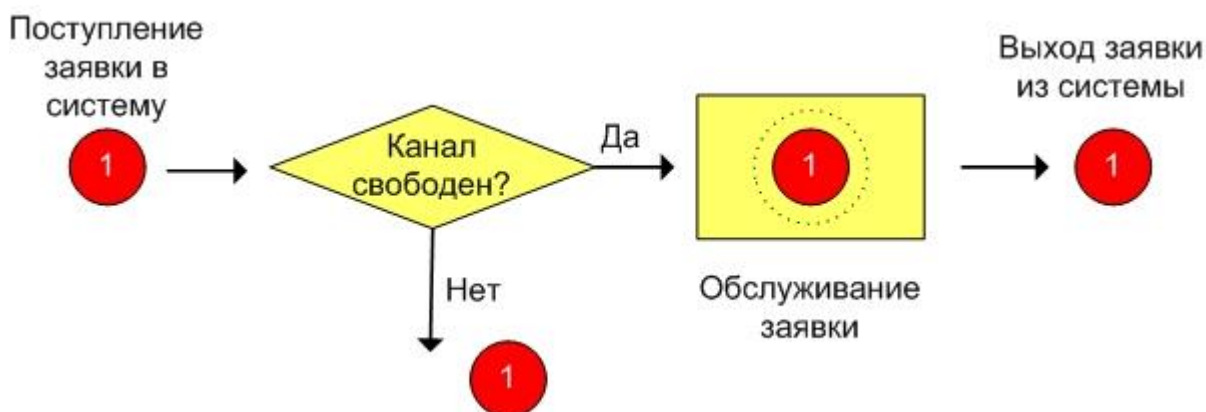 Поступление
заявки в
систему
1
Канал
свободен?
Да
Нет
1
1
Обслуживание
заявки
Выход заявки
из системы
1